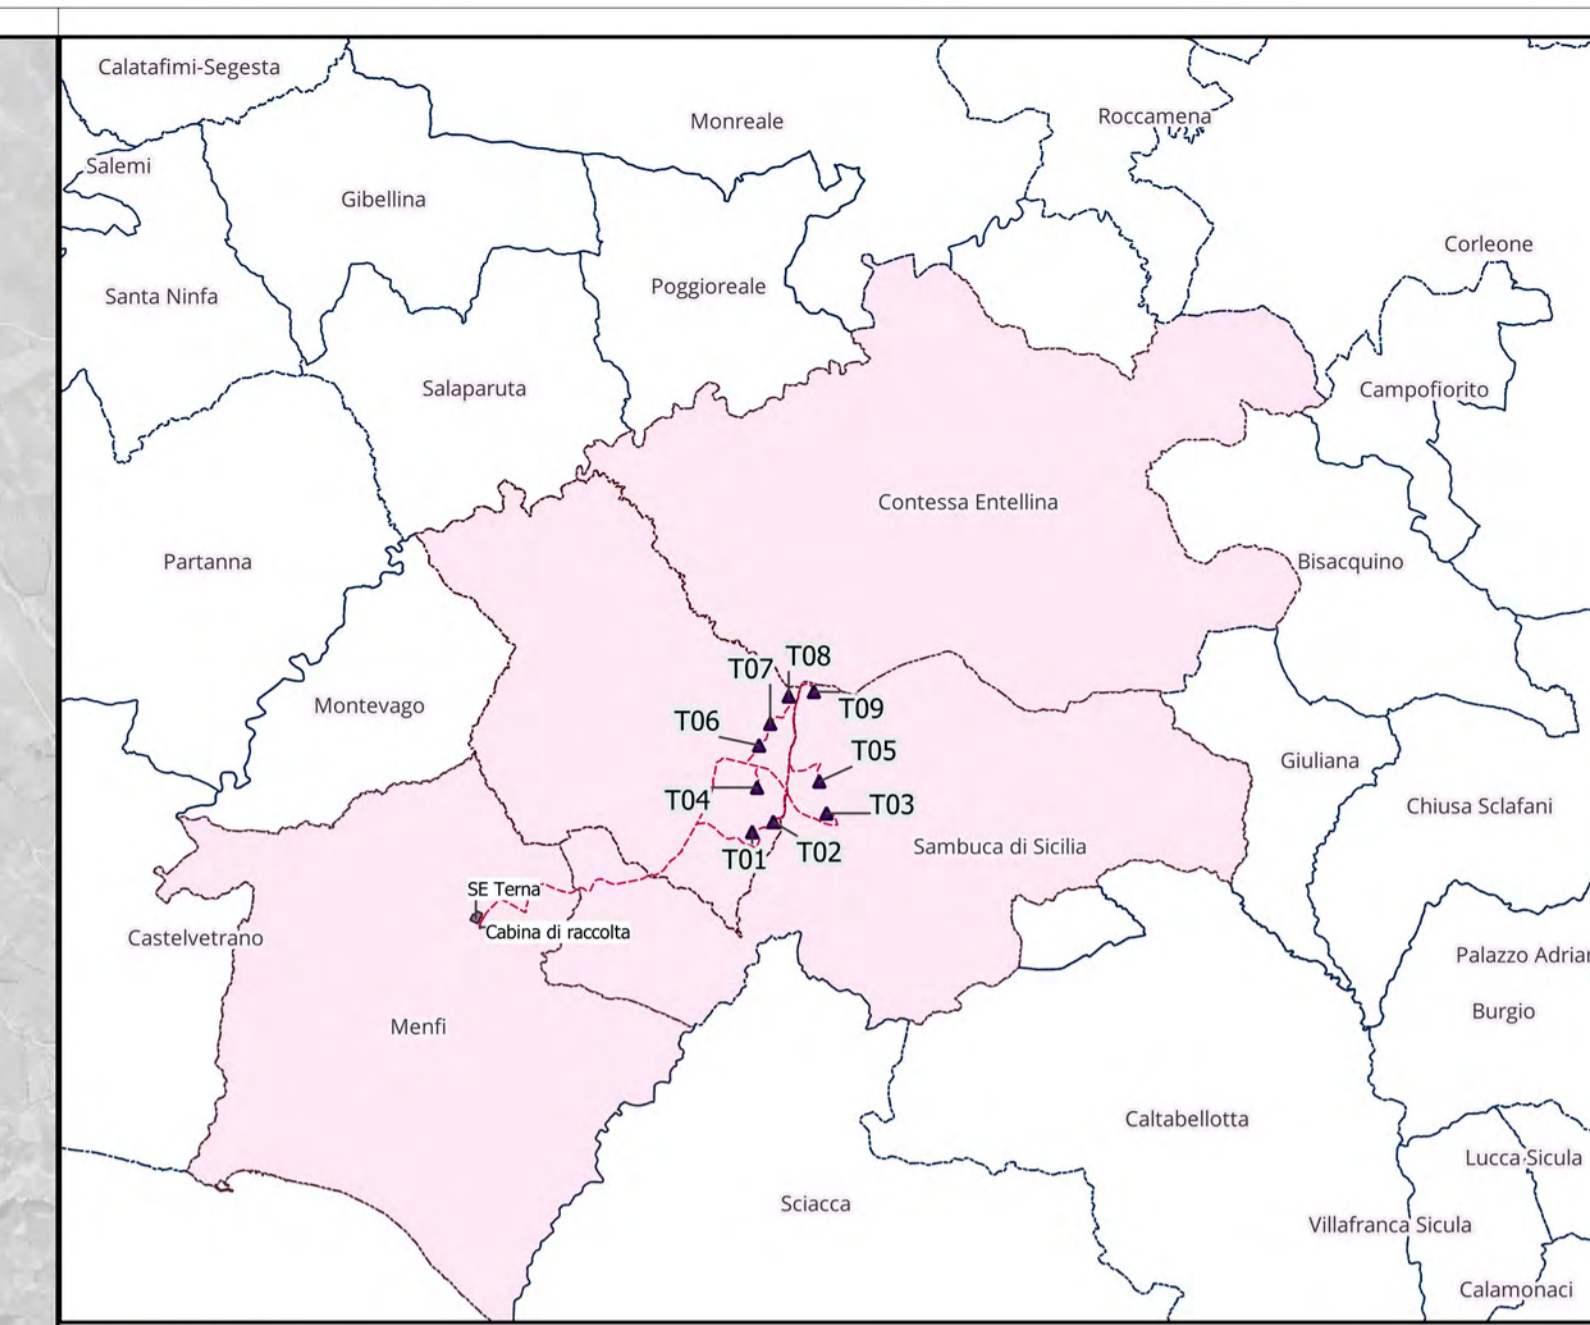 Calatafimi-Segesta
Monreale
Roccamena
Salemi
Gibellina
Corleone
Santa Ninfa
Poggioreale
Salaparuta
Campofiorito
Contessa Entellina
Partanna
Bisacquino
T08
T07
Montevago
T09
T06
T05
Giuliana
T04
T03
Chiusa Sclafani
Sambuca di Sicilia
T01
T02
SE Terna
Cabina di raccolta
Castelvetrano
Palazzo Adria
Burgio
Menfi
Caltabellotta
Lucca Sicula
Sciacca
Villafranca Sicula
Calamonaci